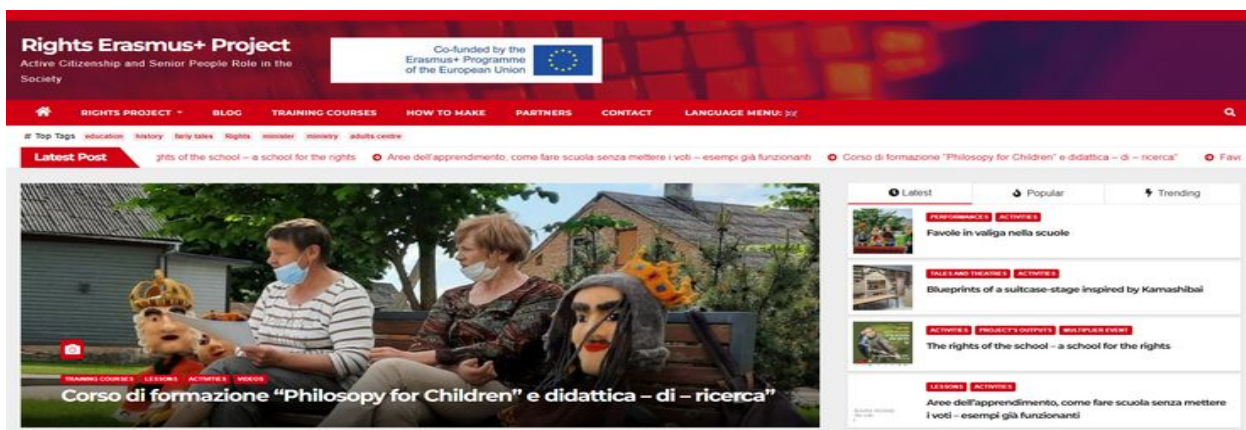 Rights Erasmus+ Project
Active Citizenship and Senior People Role in the
Society
Co-funded by the
Erasmus+ Programme
of the European Union
RIGHTS PROJECT BLOG TRAINING COURSES HOW TO MAKE PARTNERS CONTACT LANGUAGE MENU:
# Top Tags education history fariy tales Rights minister ministry adults centre
Latest Post ghts of the school – a school for the rights Aree dell'apprendimento, come fare scuola senza mettere i voti – esempi già funzionanti Corso di formazione "Philosopy for Children" e didattica – di – ricerca" Favo
Latest Popular Trending
PERFORMANCES ACTIVITIES
Favole in valiga nella scuole
TALES AND THEATRES ACTIVITIES
Blueprints of a suitcase-stage inspired by Kamashibai
ACTIVITIES PROJECT'S OUTPUTS MULTIPLIER EVENT
The rights of the school – a school for the rights
LESSONS ACTIVITIES
Aree dell'apprendimento, come fare scuola senza mettere
i voti – esempi già funzionanti
TRAINING COURSES LESSONS ACTIVITIES VIDEOS
Corso di formazione "Philosopy for Children" e didattica – di – ricerca"